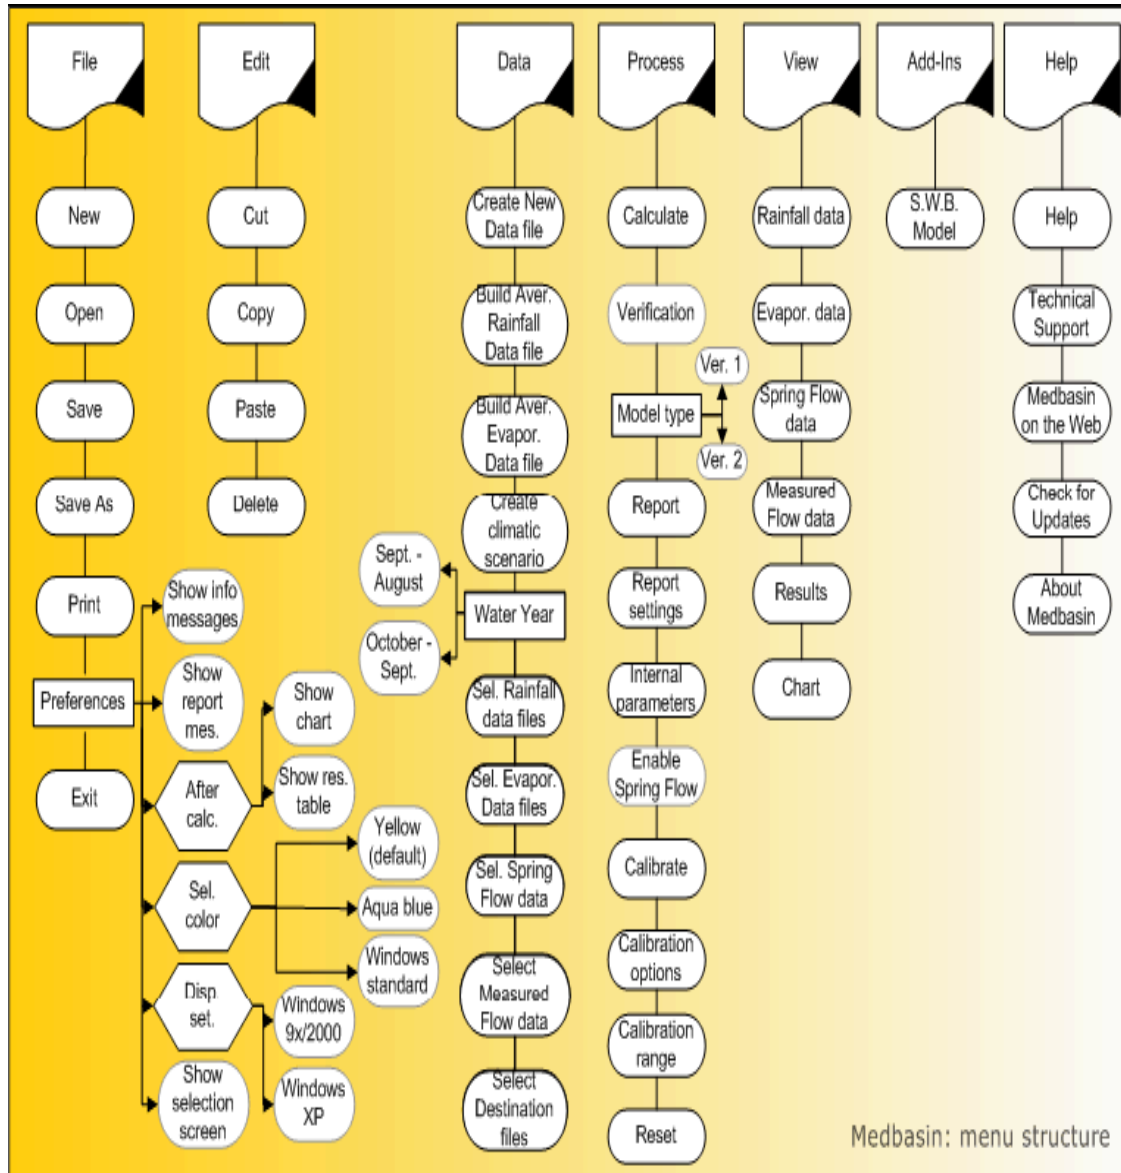 File
Edit
Data
Process
View
Add-Ins
Help
New
Open
Save
Save As
Print
Preferences
Exit
Show info
messages
Show
report
mes.
After
calc.
Show
chart
Show res.
table
Sel.
color
Yellow
(default)
Aqua blue
Windows
standard
Disp.
set.
Windows
9x/2000
Windows
XP
Show
selection
screen
Cut
Copy
Paste
Delete
Create New
Data file
Build Aver.
Rainfall
Data file
Build Aver.
Evapor.
Data file
Create
climatic
scenario
Water Year
Sept. -
August
October -
Sept.
Sel. Rainfall
data files
Sel. Evapor.
Data files
Sel. Spring
Flow data
Select
Measured
Flow data
Select
Destination
files
Calculate
Verification
Model type
Ver. 1
Ver. 2
Report
Report
settings
Internal
parameters
Enable
Spring Flow
Calibrate
Calibration
options
Calibration
range
Reset
Rainfall data
Evapor. data
Spring Flow
data
Measured
Flow data
Results
Chart
S.W.B.
Model
Help
Technical
Support
Medbasin
on the Web
Check for
Updates
About
Medbasin
Medbasin: menu structure